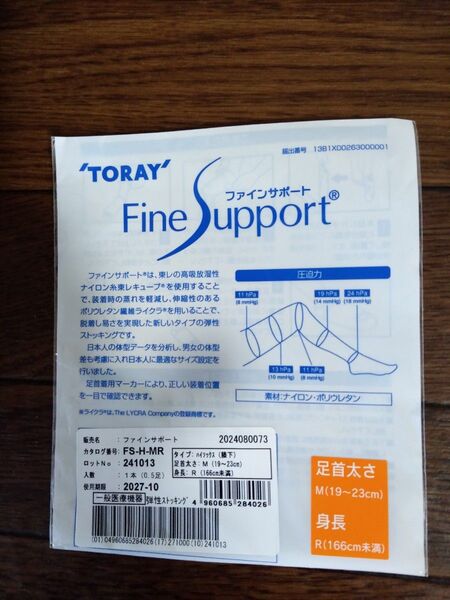 届出番号 13B1X00263000001
'TORAY'
ファインサポート
Fine Support®
ファインサポート®は、東レの高吸放湿性
ナイロン糸東レキューブ®を使用すること
で、装着時の蒸れを軽減し、伸縮性のある
ポリウレタン繊維ライクラ®を用いることで、
脱着し易さを実現した新しいタイプの弾性
ストッキングです。
日本人の体型データを分析し、男女の体型
差も考慮に入れ日本人に最適なサイズ設定を
行いました。
足首着用マーカーにより、正しい装着位置
を一目で確認できます。
※ライクラ®は、The LYCRA Companyの登録商標です。
圧迫力
11 hPa
(8 mmHg)
19 hPa
(14 mmHg)
24 hPa
(18 mmHg)
13 hPa
(10 mmHg)
11 hPa
(8 mmHg)
素材:ナイロン・ポリウレタン
販売名 : ファインサポート 2024080073
カタログ番号: FS-H-MR
ロットNo : 241013
入数 : 1本(0.5足)
使用期限 : 2027-10
タイプ: ハイソックス(膝下)
足首太さ: M(19~23cm)
身長: R(166cm未満)
一般医療機器 弾性ストッキング
4 960685 284026
(01)04960685284026(17)271000(10)241013
足首太さ
M(19~23cm)
身長
R(166cm未満)